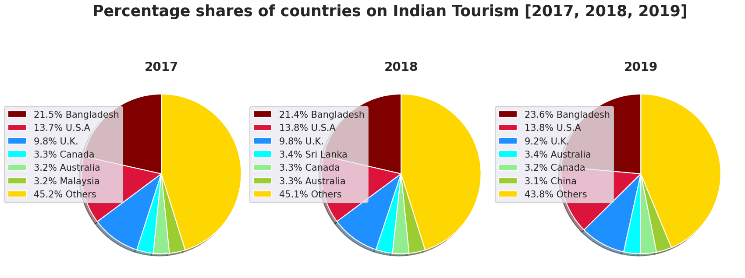 Percentage shares of countries on Indian Tourism [2017, 2018, 2019]
2017
21.5% Bangladesh
13.7% U.S.A
9.8% U.K.
3.3% Canada
3.2% Australia
3.2% Malaysia
45.2% Others
2018
21.4% Bangladesh
13.8% U.S.A
9.8% U.K.
3.4% Sri Lanka
3.3% Canada
3.3% Australia
45.1% Others
2019
23.6% Bangladesh
13.8% U.S.A
9.2% U.K.
3.4% Australia
3.2% Canada
3.1% China
43.8% Others